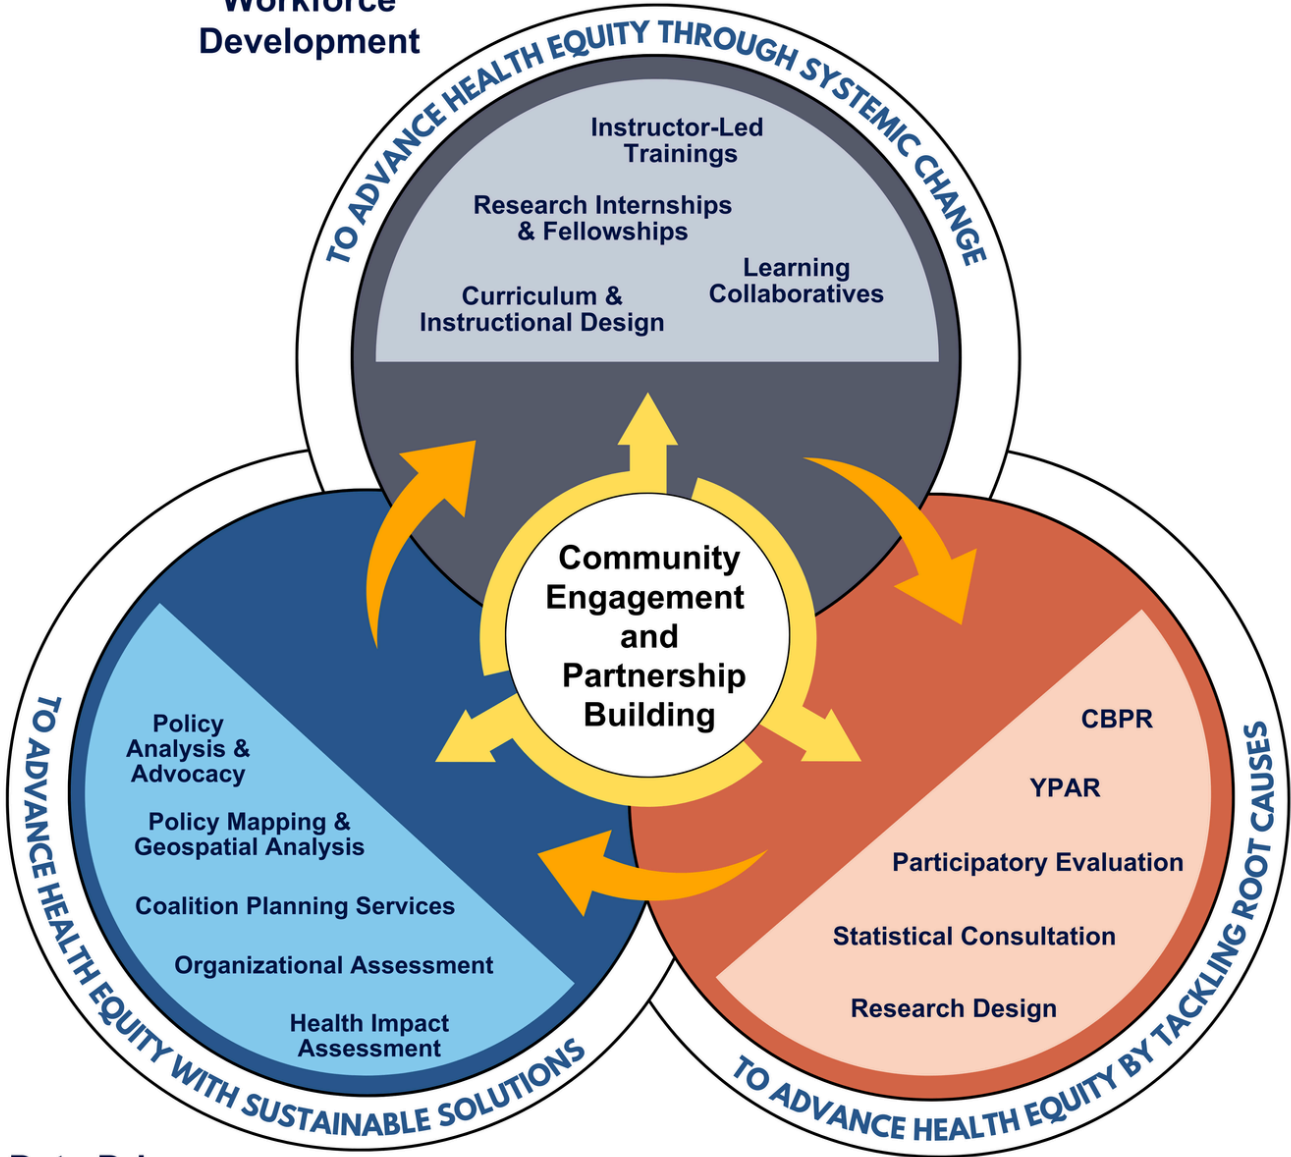 Workforce
Development
TO ADVANCE HEALTH EQUITY THROUGH SYSTEMIC CHANGE
Instructor-Led
Trainings
Research Internships
& Fellowships
Learning
Collaboratives
Curriculum &
Instructional Design
Community
Engagement
and
Partnership
Building
Policy
Analysis &
Advocacy
Policy Mapping &
Geospatial Analysis
Coalition Planning Services
Organizational Assessment
Health Impact
Assessment
TO ADVANCE HEALTH EQUITY WITH SUSTAINABLE SOLUTIONS
CBPR
YPAR
Participatory Evaluation
Statistical Consultation
Research Design
TO ADVANCE HEALTH EQUITY BY TACKLING ROOT CAUSES